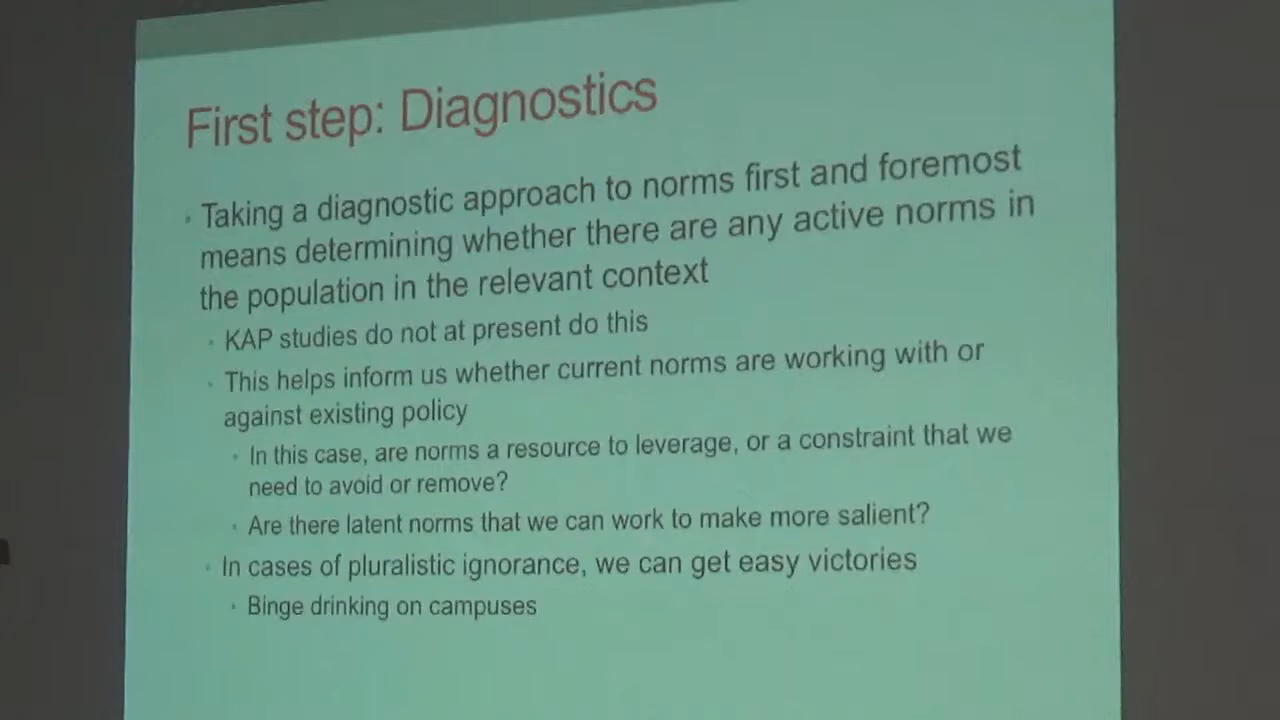 First step: Diagnostics
Taking a diagnostic approach to norms first and foremost
means determining whether there are any active norms in
the population in the relevant context
KAP studies do not at present do this
This helps inform us whether current norms are working with or
against existing policy
In this case, are norms a resource to leverage, or a constraint that we
need to avoid or remove?
Are there latent norms that we can work to make more salient?
In cases of pluralistic ignorance, we can get easy victories
Binge drinking on campuses